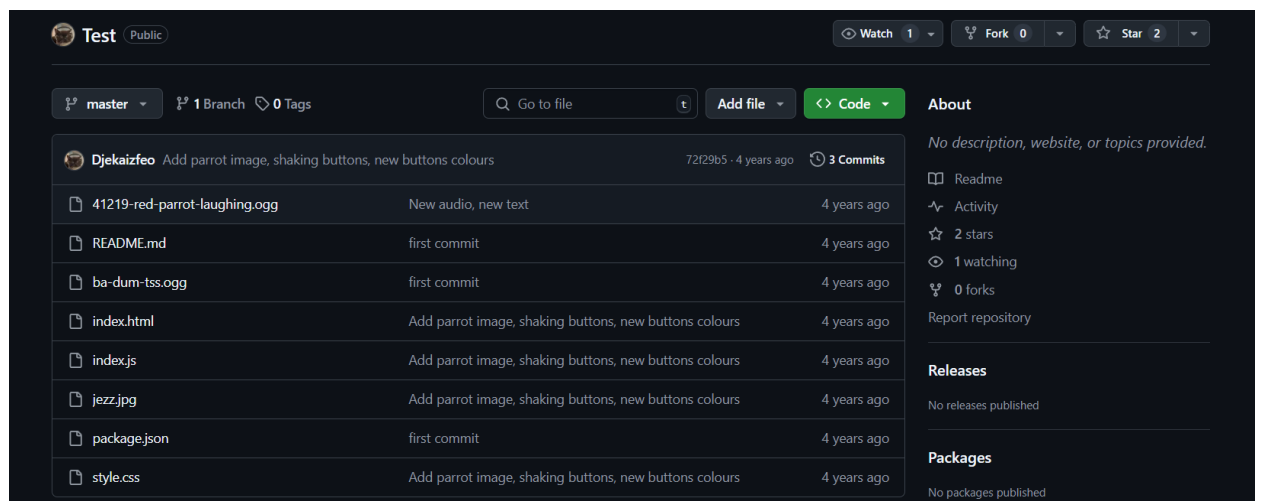 Test Public Watch 1 Fork 0 Star 2
master 1 Branch 0 Tags Go to file t Add file Code
Djekaizfeo Add parrot image, shaking buttons, new buttons colours 72f29b5 · 4 years ago 3 Commits
41219-red-parrot-laughing.ogg New audio, new text 4 years ago
README.md first commit 4 years ago
ba-dum-tss.ogg first commit 4 years ago
index.html Add parrot image, shaking buttons, new buttons colours 4 years ago
index.js Add parrot image, shaking buttons, new buttons colours 4 years ago
jezz.jpg Add parrot image, shaking buttons, new buttons colours 4 years ago
package.json first commit 4 years ago
style.css Add parrot image, shaking buttons, new buttons colours 4 years ago
About
No description, website, or topics provided.
Readme
Activity
2 stars
1 watching
0 forks
Report repository
Releases
No releases published
Packages
No packages published